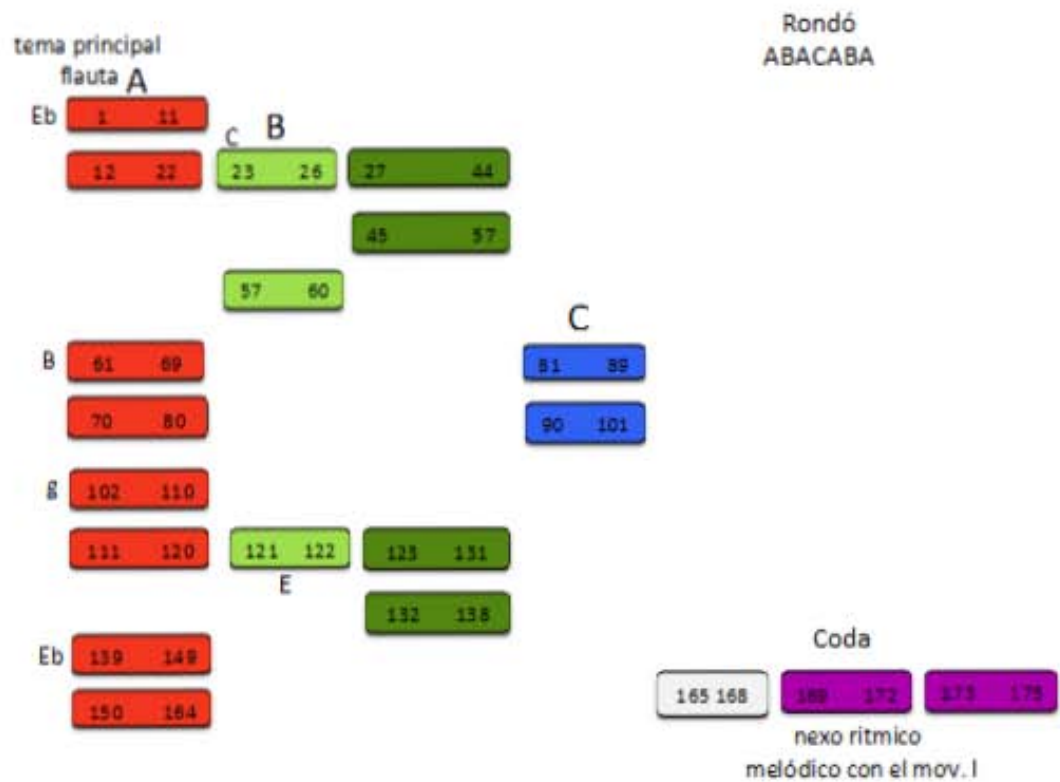 Rondó
ABACABA
tema principal
flauta A
Eb 1 11
C B
12 22 23 26 27 44
45 57
57 60
C
B 61 69 81 89
70 80 90 101
g 102 110
111 120 121 122 123 131
E
132 138
Eb 139 149
Coda
150 164 165 168 169 172 173 175
nexo ritmico
melódico con el mov. I